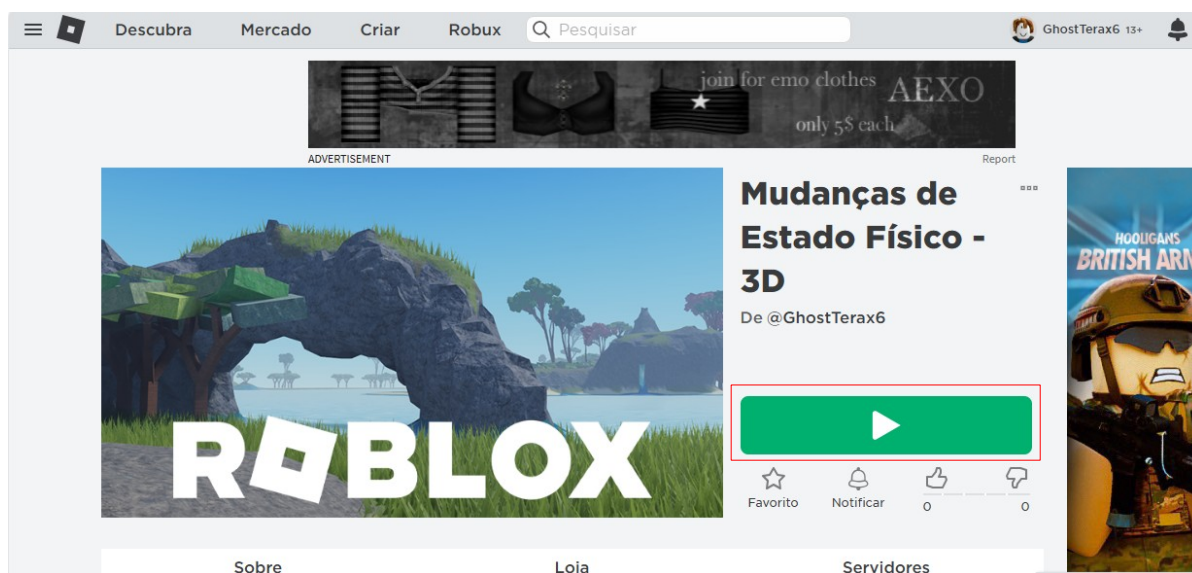 Descubra Mercado Criar Robux Pesquisar GhostTerax6 13+
join for emo clothes AEXO
only 5$ each
ADVERTISEMENT Report
Mudanças de
Estado Físico -
3D
De @GhostTerax6
HOOLIGANS
BRITISH ARM
ROBLOX
Favorito Notificar 0 0
Sobre Loja Servidores